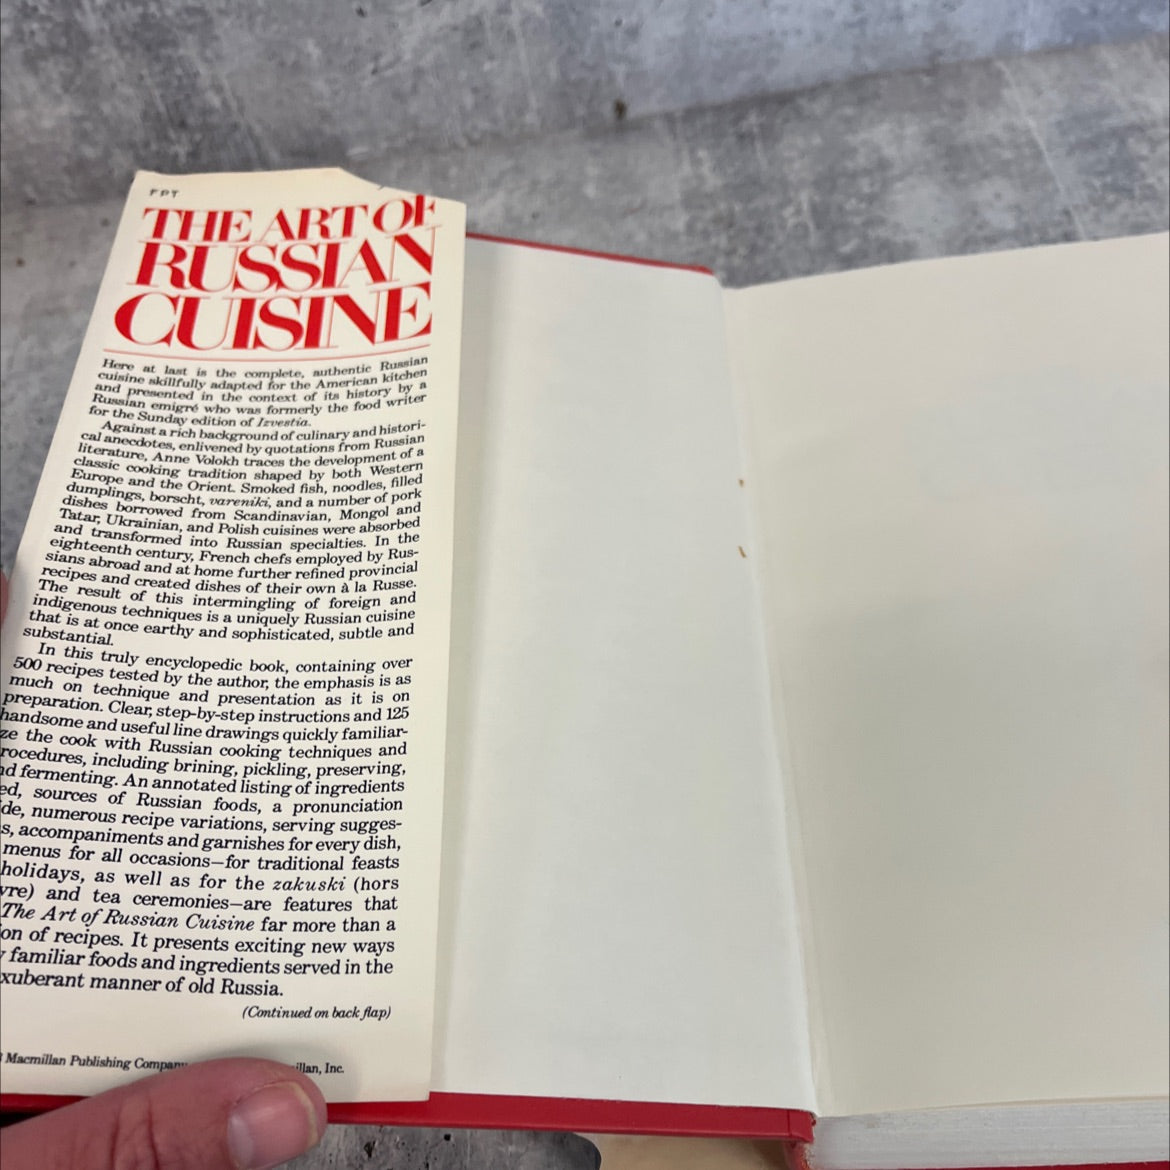 FPT
THE ART OF
RUSSIAN
CUISINE
Here at last is the complete, authentic Russian
cuisine skillfully adapted for the American kitchen
and presented in the context of its history by a
Russian emigré who was formerly the food writer
for the Sunday edition of Izvestia.
Against a rich background of culinary and histori-
cal anecdotes, enlivened by quotations from Russian
literature, Anne Volokh traces the development of a
classic cooking tradition shaped by both Western
Europe and the Orient. Smoked fish, noodles, filled
dumplings, borscht, vareniki, and a number of pork
dishes borrowed from Scandinavian, Mongol and
Tatar, Ukrainian, and Polish cuisines were absorbed
and transformed into Russian specialties. In the
eighteenth century, French chefs employed by Rus-
sians abroad and at home further refined provincial
recipes and created dishes of their own à la Russe.
The result of this intermingling of foreign and
indigenous techniques is a uniquely Russian cuisine
that is at once earthy and sophisticated, subtle and
substantial.
In this truly encyclopedic book, containing over
500 recipes tested by the author, the emphasis is as
much on technique and presentation as it is on
preparation. Clear, step-by-step instructions and 125
handsome and useful line drawings quickly familiar-
ze the cook with Russian cooking techniques and
rocedures, including brining, pickling, preserving,
nd fermenting. An annotated listing of ingredients
ed, sources of Russian foods, a pronunciation
de, numerous recipe variations, serving sugges-
s, accompaniments and garnishes for every dish,
menus for all occasions—for traditional feasts
holidays, as well as for the zakuski (hors
vre) and tea ceremonies—are features that
The Art of Russian Cuisine far more than a
on of recipes. It presents exciting new ways
familiar foods and ingredients served in the
xuberant manner of old Russia.
(Continued on back flap)
Macmillan Publishing Company illan, Inc.